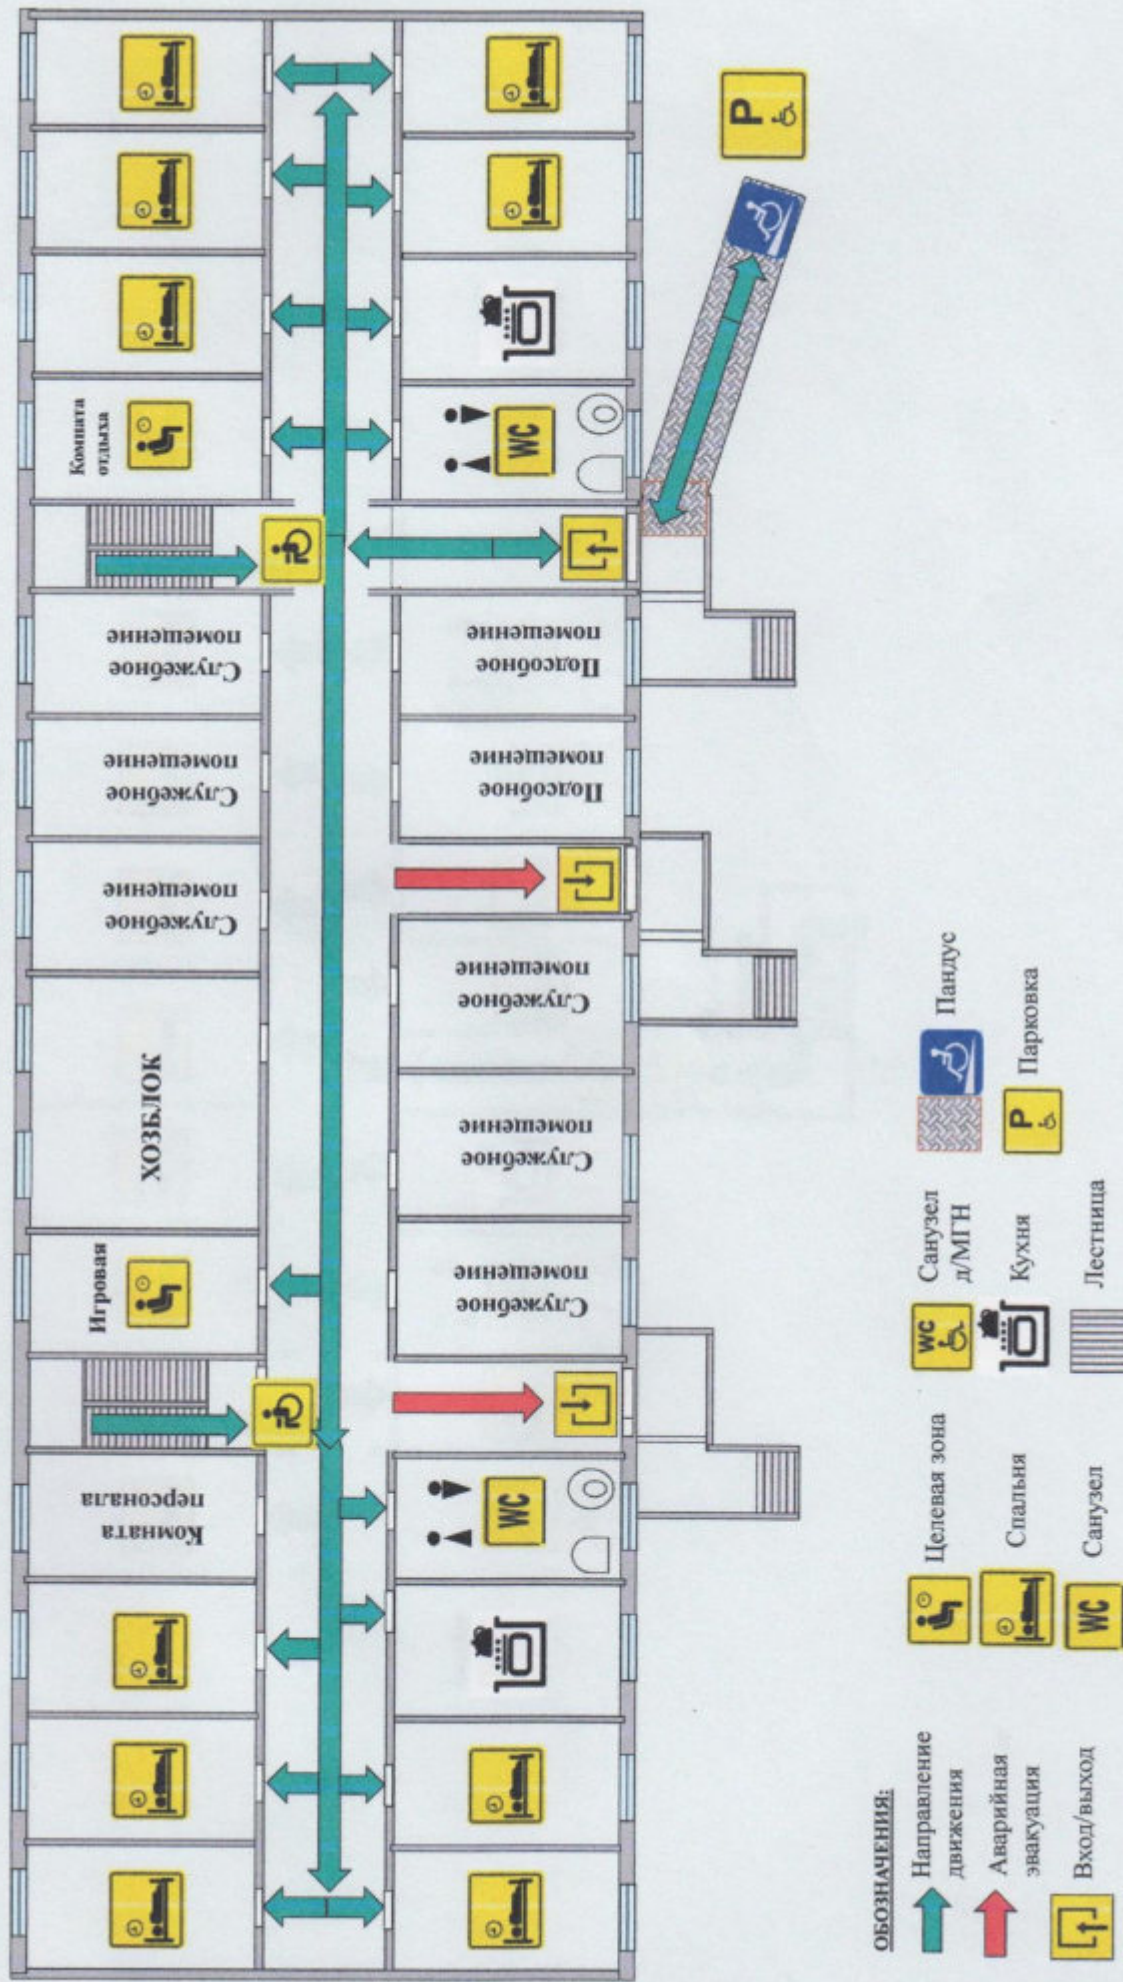 Комната
отдыха
Служебное
помещение
Служебное
помещение
Служебное
помещение
ХОЗБЛОК
Игровая
Комната
персонала
WC
Подсобное
помещение
Подсобное
помещение
Служебное
помещение
Служебное
помещение
Служебное
помещение
WC
P
ОБОЗНАЧЕНИЯ:
Направление
движения
Аварийная
эвакуация
Вход/выход
Целевая зона
Спальня
WC
Санузел
WC
Санузел
д/МГН
Кухня
Лестница
Пандус
P
Парковка